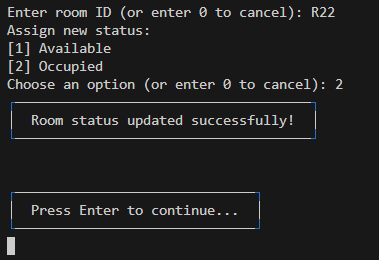 Enter room ID (or enter 0 to cancel): R22
Assign new status:
[1] Available
[2] Occupied
Choose an option (or enter 0 to cancel): 2
Room status updated successfully!
Press Enter to continue...